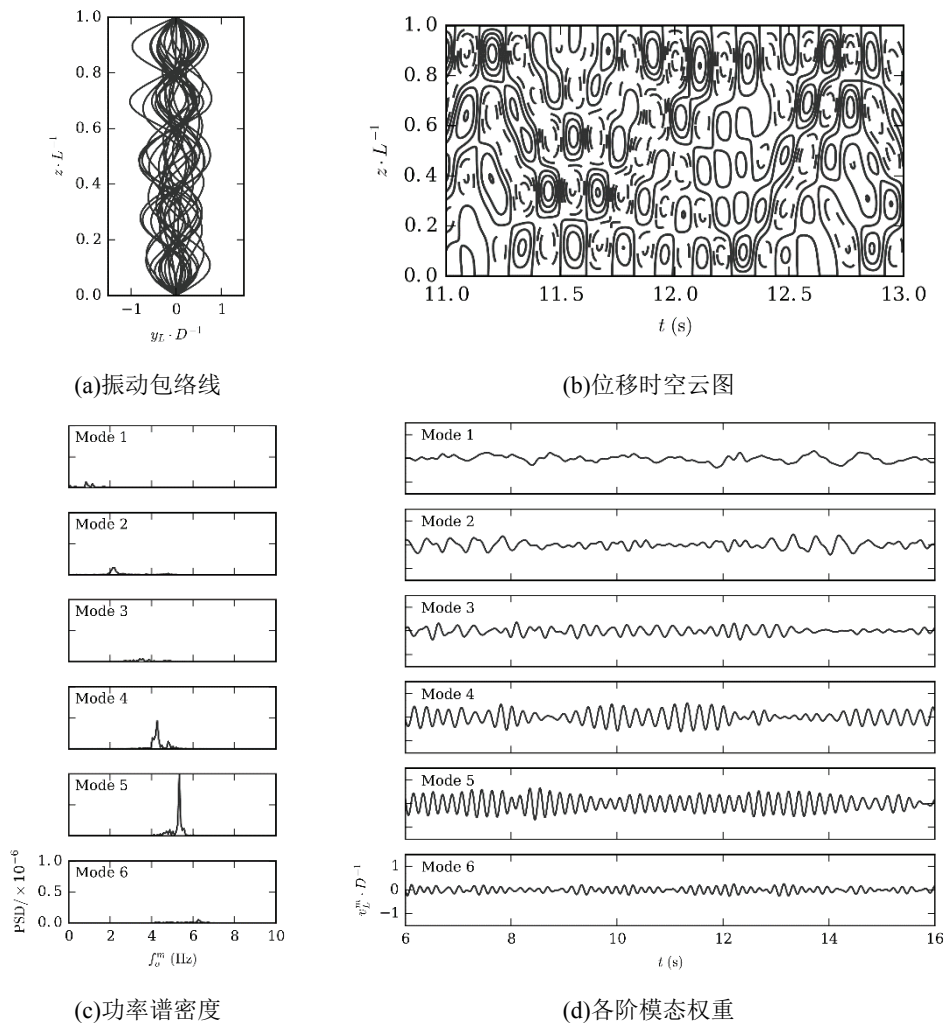 1.0
0.8
0.6
0.4
0.2
0.0
z · L⁻¹
−1 0 1
y_L · D⁻¹
(a)振动包络线
1.0
0.8
0.6
0.4
0.2
0.0
z · L⁻¹
11.0 11.5 12.0 12.5 13.0
t (s)
(b)位移时空云图
Mode 1
Mode 2
Mode 3
Mode 4
Mode 5
Mode 6
1.0
0.5
0.0
PSD/×10⁻⁶
0 2 4 6 8 10
(Hz)
(c)功率谱密度
Mode 1
Mode 2
Mode 3
Mode 4
Mode 5
Mode 6
1
0
−1
v_L^m · D⁻¹
6 8 10 12 14 16
t (s)
(d)各阶模态权重